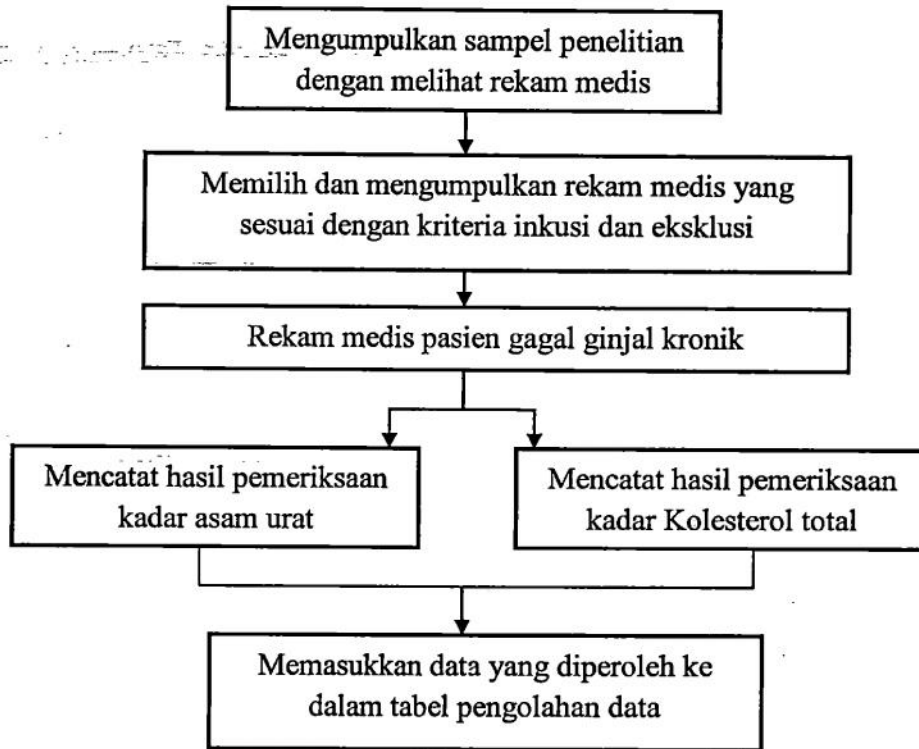 Mengumpulkan sampel penelitian
dengan melihat rekam medis
Memilih dan mengumpulkan rekam medis yang
sesuai dengan kriteria inkusi dan eksklusi
Rekam medis pasien gagal ginjal kronik
Mencatat hasil pemeriksaan
kadar asam urat
Mencatat hasil pemeriksaan
kadar Kolesterol total
Memasukkan data yang diperoleh ke
dalam tabel pengolahan data